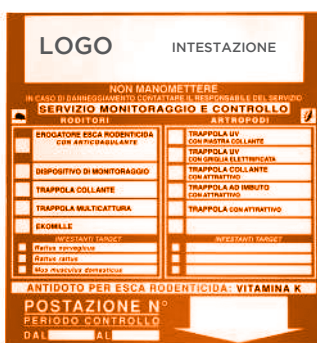 LOGO
INTESTAZIONE
NON MANOMETTERE
IN CASO DI DANNEGGIAMENTO CONTATTARE IL RESPONSABILE DEL SERVIZIO
SERVIZIO MONITORAGGIO E CONTROLLO
RODITORI
EROGATORE ESCA RODENTICIDA
CON ANTICOAGULANTE
DISPOSITIVO DI MONITORAGGIO
TRAPPOLA COLLANTE
TRAPPOLA MULTICATTURA
EKOMILLE
INFESTANTI TARGET
Rattus norvegicus
Rattus rattus
Mus musculus domesticus
ARTROPODI
TRAPPOLA UV
CON PIASTRA COLLANTE
TRAPPOLA UV
CON GRIGLIA ELETTRIFICATA
TRAPPOLA COLLANTE
CON ATTRATTIVO
TRAPPOLA AD IMBUTO
CON ATTRATTIVO
TRAPPOLA CON ATTRATTIVO
INFESTANTI TARGET
ANTIDOTO PER ESCA RODENTICIDA: VITAMINA K
POSTAZIONE N°
PERIODO CONTROLLO
DAL AL